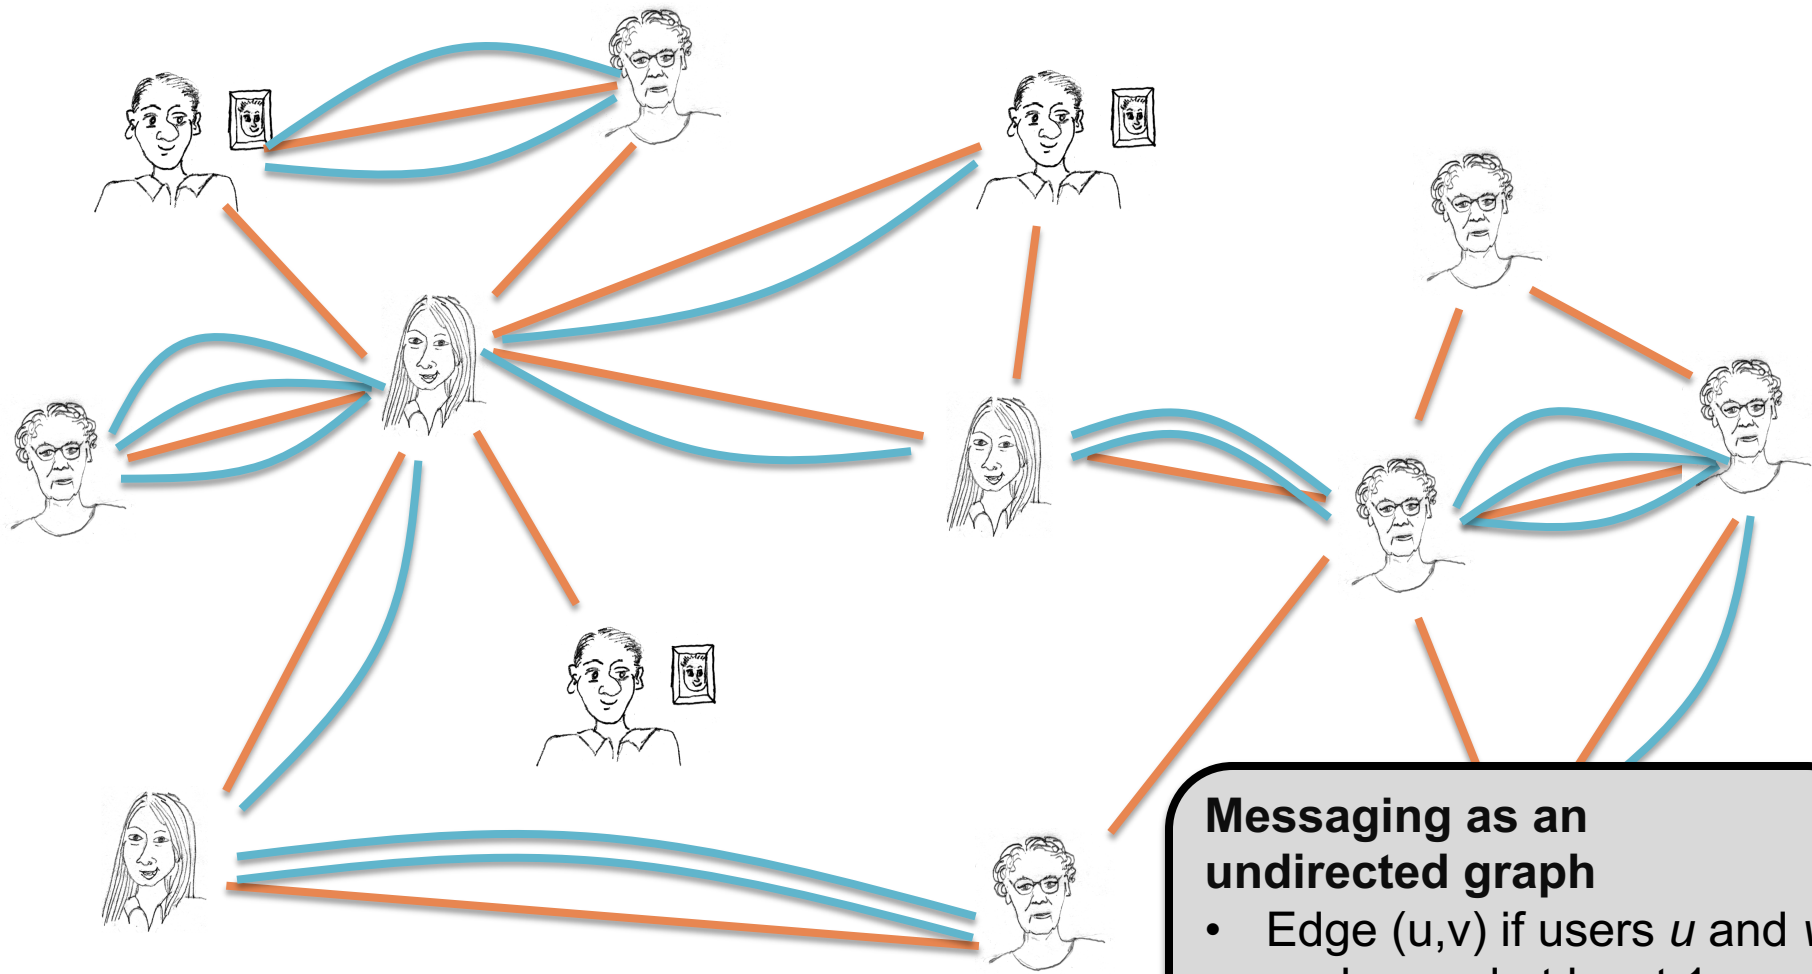 Messaging as an
undirected graph
• Edge (u,v) if users u and v